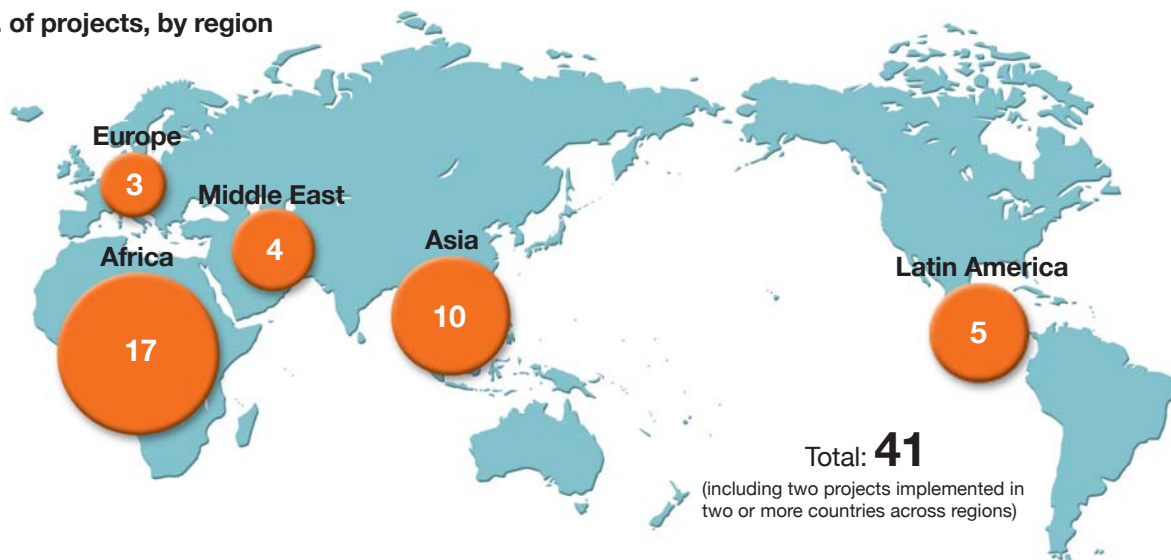 . of projects, by region
Europe
3
Middle East
4
Africa
17
Asia
10
Latin America
5
Total: 41
(including two projects implemented in
two or more countries across regions)